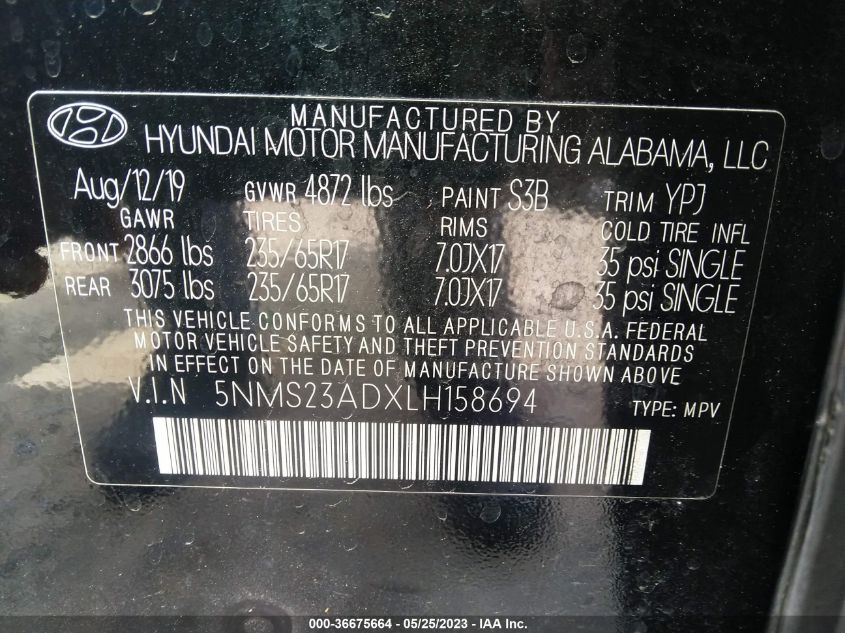 MANUFACTURED BY
HYUNDAI MOTOR MANUFACTURING ALABAMA, LLC
Aug/12/19 GVWR 4872 lbs PAINT S3B TRIM YPJ
GAWR TIRES RIMS COLD TIRE INFL
FRONT 2866 lbs 235/65R17 7.0JX17 35 psi SINGLE
REAR 3075 lbs 235/65R17 7.0JX17 35 psi SINGLE
THIS VEHICLE CONFORMS TO ALL APPLICABLE U.S.A. FEDERAL
MOTOR VEHICLE SAFETY AND THEFT PREVENTION STANDARDS
IN EFFECT ON THE DATE OF MANUFACTURE SHOWN ABOVE
V.I.N 5NMS23ADXLH158694 TYPE: MPV
000-36675664 / 05/25/2023 - IAA Inc.